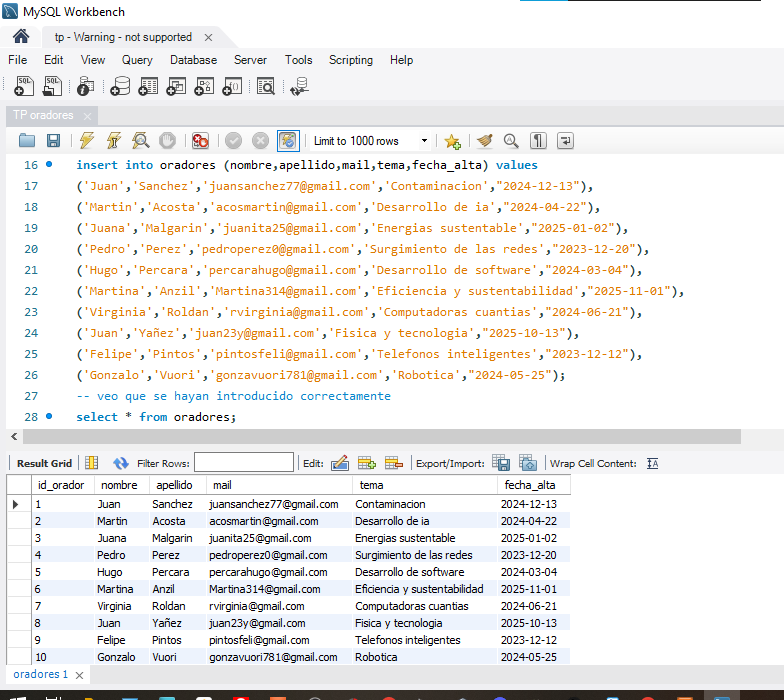 MySQL Workbench
tp - Warning - not supported
File Edit View Query Database Server Tools Scripting Help
TP oradores
Limit to 1000 rows
16 insert into oradores (nombre,apellido,mail,tema,fecha_alta) values
17 ('Juan','Sanchez','juansanchez77@gmail.com','Contaminacion',"2024-12-13"),
18 ('Martin','Acosta','acosmartin@gmail.com','Desarrollo de ia',"2024-04-22"),
19 ('Juana','Malgarin','juanita25@gmail.com','Energias sustentable',"2025-01-02"),
20 ('Pedro','Perez','pedroperez0@gmail.com','Surgimiento de las redes',"2023-12-20"),
21 ('Hugo','Percara','percarahugo@gmail.com','Desarrollo de software',"2024-03-04"),
22 ('Martina','Anzil','Martina314@gmail.com','Eficiencia y sustentabilidad',"2025-11-01"),
23 ('Virginia','Roldan','rvirginia@gmail.com','Computadoras cuantias',"2024-06-21"),
24 ('Juan','Yañez','juan23y@gmail.com','Fisica y tecnologia',"2025-10-13"),
25 ('Felipe','Pintos','pintosfeli@gmail.com','Telefonos inteligentes',"2023-12-12"),
26 ('Gonzalo','Vuori','gonzavuori781@gmail.com','Robotica',"2024-05-25");
27 -- veo que se hayan introducido correctamente
28 select * from oradores;
Result Grid Filter Rows: Edit: Export/Import: Wrap Cell Content:
id_orador nombre apellido mail tema fecha_alta
1 Juan Sanchez juansanchez77@gmail.com Contaminacion 2024-12-13
2 Martin Acosta acosmartin@gmail.com Desarrollo de ia 2024-04-22
3 Juana Malgarin juanita25@gmail.com Energias sustentable 2025-01-02
4 Pedro Perez pedroperez0@gmail.com Surgimiento de las redes 2023-12-20
5 Hugo Percara percarahugo@gmail.com Desarrollo de software 2024-03-04
6 Martina Anzil Martina314@gmail.com Eficiencia y sustentabilidad 2025-11-01
7 Virginia Roldan rvirginia@gmail.com Computadoras cuantias 2024-06-21
8 Juan Yañez juan23y@gmail.com Fisica y tecnologia 2025-10-13
9 Felipe Pintos pintosfeli@gmail.com Telefonos inteligentes 2023-12-12
10 Gonzalo Vuori gonzavuori781@gmail.com Robotica 2024-05-25
oradores 1